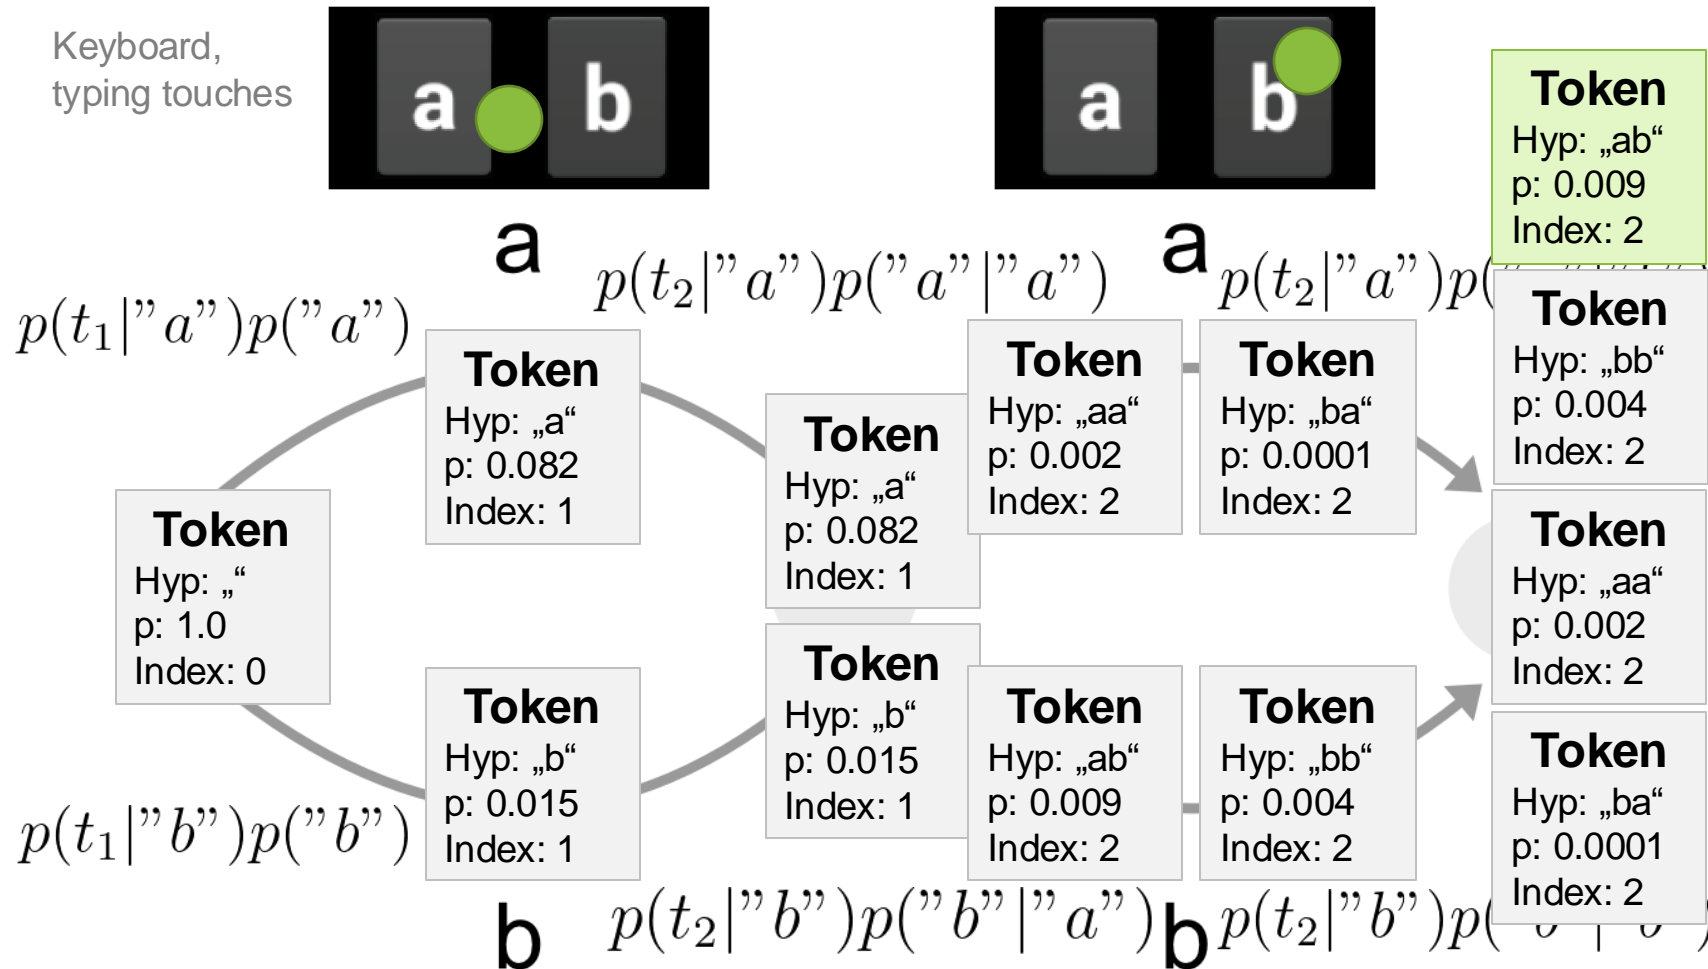 Keyboard,
typing touches
a b
a b
a
a
p(t₁|”a”)p(”a”)
p(t₂|”a”)p(”a”|”a”)
p(t₂|”a”)p(
p(t₁|”b”)p(”b”)
p(t₂|”b”)p(”b”|”a”)
p(t₂|”b”)p(
b
b
Token
Hyp: „“
p: 1.0
Index: 0
Token
Hyp: „a“
p: 0.082
Index: 1
Token
Hyp: „b“
p: 0.015
Index: 1
Token
Hyp: „a“
p: 0.082
Index: 1
Token
Hyp: „b“
p: 0.015
Index: 1
Token
Hyp: „aa“
p: 0.002
Index: 2
Token
Hyp: „ba“
p: 0.0001
Index: 2
Token
Hyp: „ab“
p: 0.009
Index: 2
Token
Hyp: „bb“
p: 0.004
Index: 2
Token
Hyp: „ab“
p: 0.009
Index: 2
Token
Hyp: „bb“
p: 0.004
Index: 2
Token
Hyp: „aa“
p: 0.002
Index: 2
Token
Hyp: „ba“
p: 0.0001
Index: 2